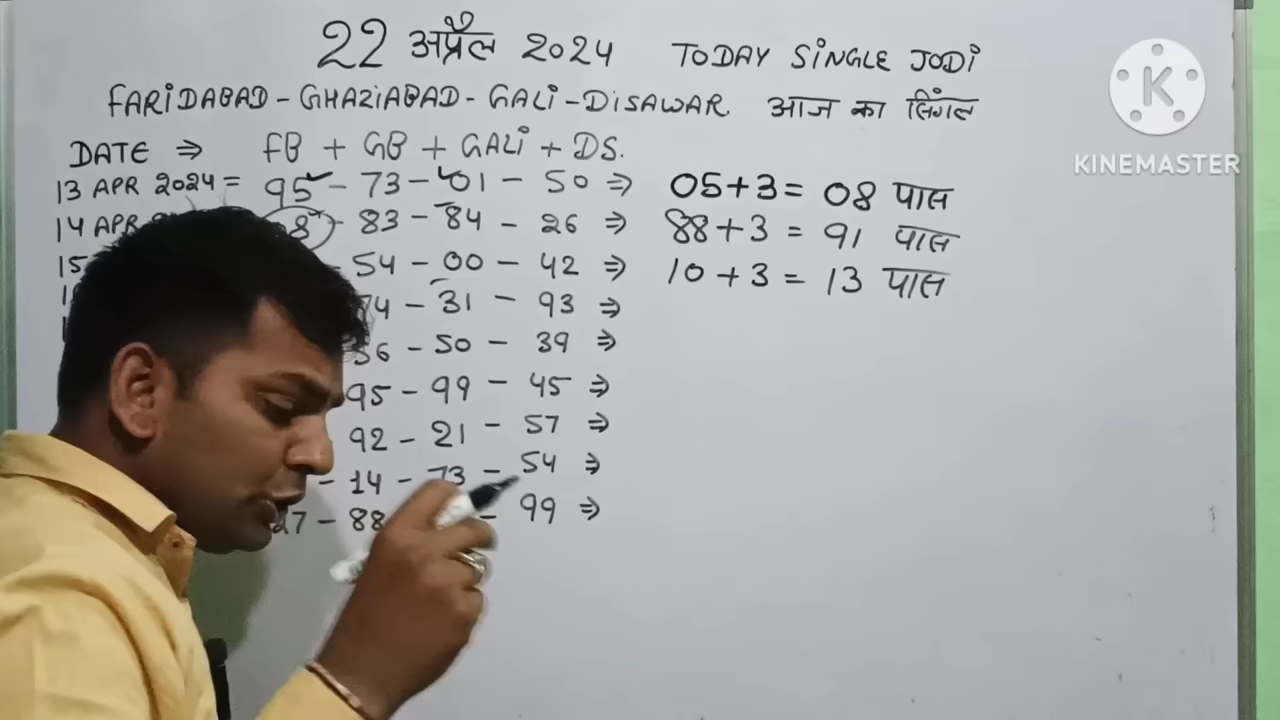 22 अप्रैल 2024 TODAY SiNGLE JODi
FARiDABAD - GHAZiABAD - GALi - DiSAWAR. आज का सिंगल
DATE ⇒ FB + GB + GALi + DS.
13 APR 2024 = 95 - 73 - 01 - 50 ⇒ 05+3 = 08 पास
14 APR 8 - 83 - 84 - 26 ⇒ 88+3 = 91 पास
15 - 54 - 00 - 42 ⇒ 10+3 = 13 पास
74 - 31 - 93 ⇒
56 - 50 - 39 ⇒
95 - 99 - 45 ⇒
92 - 21 - 57 ⇒
- 14 - 73 - 54 ⇒
27 - 88 - 99 ⇒
K
KINEMASTER